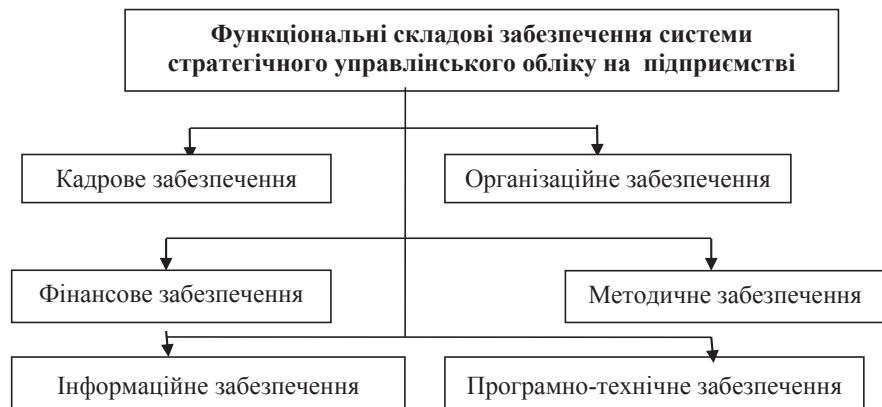 Функціональні складові забезпечення системи
стратегічного управлінського обліку на підприємстві
Кадрове забезпечення
Організаційне забезпечення
Фінансове забезпечення
Методичне забезпечення
Інформаційне забезпечення
Програмно-технічне забезпечення